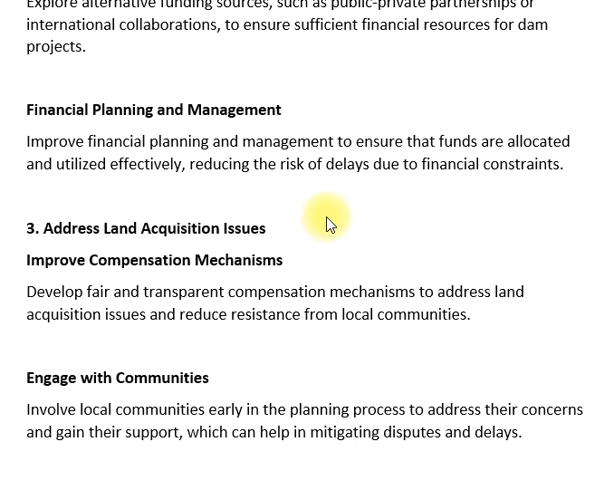 Explore alternative funding sources, such as public-private partnerships or
international collaborations, to ensure sufficient financial resources for dam
projects.
Financial Planning and Management
Improve financial planning and management to ensure that funds are allocated
and utilized effectively, reducing the risk of delays due to financial constraints.
3. Address Land Acquisition Issues
Improve Compensation Mechanisms
Develop fair and transparent compensation mechanisms to address land
acquisition issues and reduce resistance from local communities.
Engage with Communities
Involve local communities early in the planning process to address their concerns
and gain their support, which can help in mitigating disputes and delays.